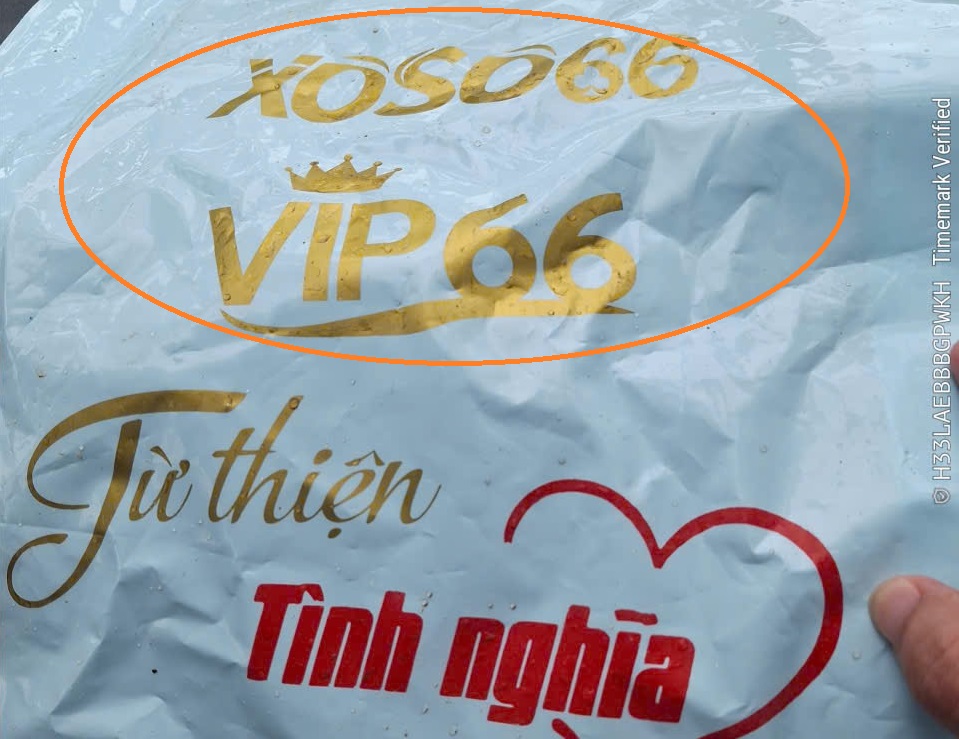 XOSO66
VIP66
Từ thiện
Tình nghĩa
© H33LAEBBBGPWKH Timemark Verified